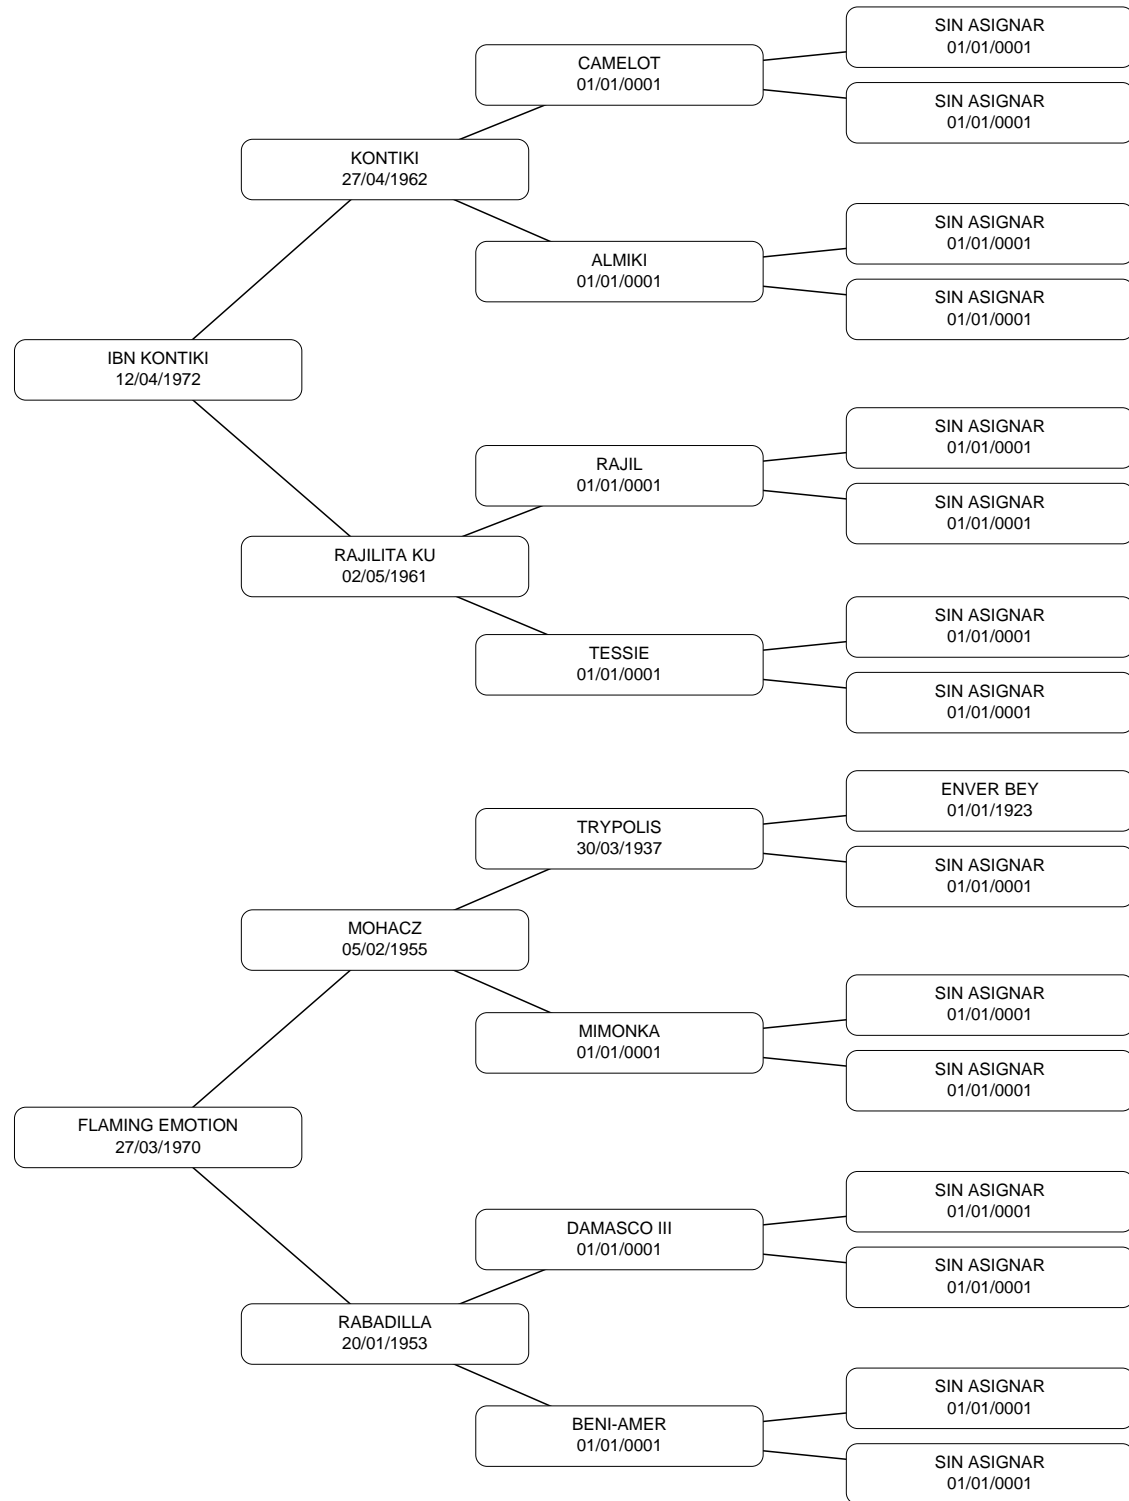 SIN ASIGNAR
01/01/0001
CAMELOT
01/01/0001
SIN ASIGNAR
01/01/0001
KONTIKI
27/04/1962
SIN ASIGNAR
01/01/0001
ALMIKI
01/01/0001
SIN ASIGNAR
01/01/0001
IBN KONTIKI
12/04/1972
SIN ASIGNAR
01/01/0001
RAJIL
01/01/0001
SIN ASIGNAR
01/01/0001
RAJILITA KU
02/05/1961
SIN ASIGNAR
01/01/0001
TESSIE
01/01/0001
SIN ASIGNAR
01/01/0001
ENVER BEY
01/01/1923
TRYPOLIS
30/03/1937
SIN ASIGNAR
01/01/0001
MOHACZ
05/02/1955
SIN ASIGNAR
01/01/0001
MIMONKA
01/01/0001
SIN ASIGNAR
01/01/0001
FLAMING EMOTION
27/03/1970
SIN ASIGNAR
01/01/0001
DAMASCO III
01/01/0001
SIN ASIGNAR
01/01/0001
RABADILLA
20/01/1953
SIN ASIGNAR
01/01/0001
BENI-AMER
01/01/0001
SIN ASIGNAR
01/01/0001